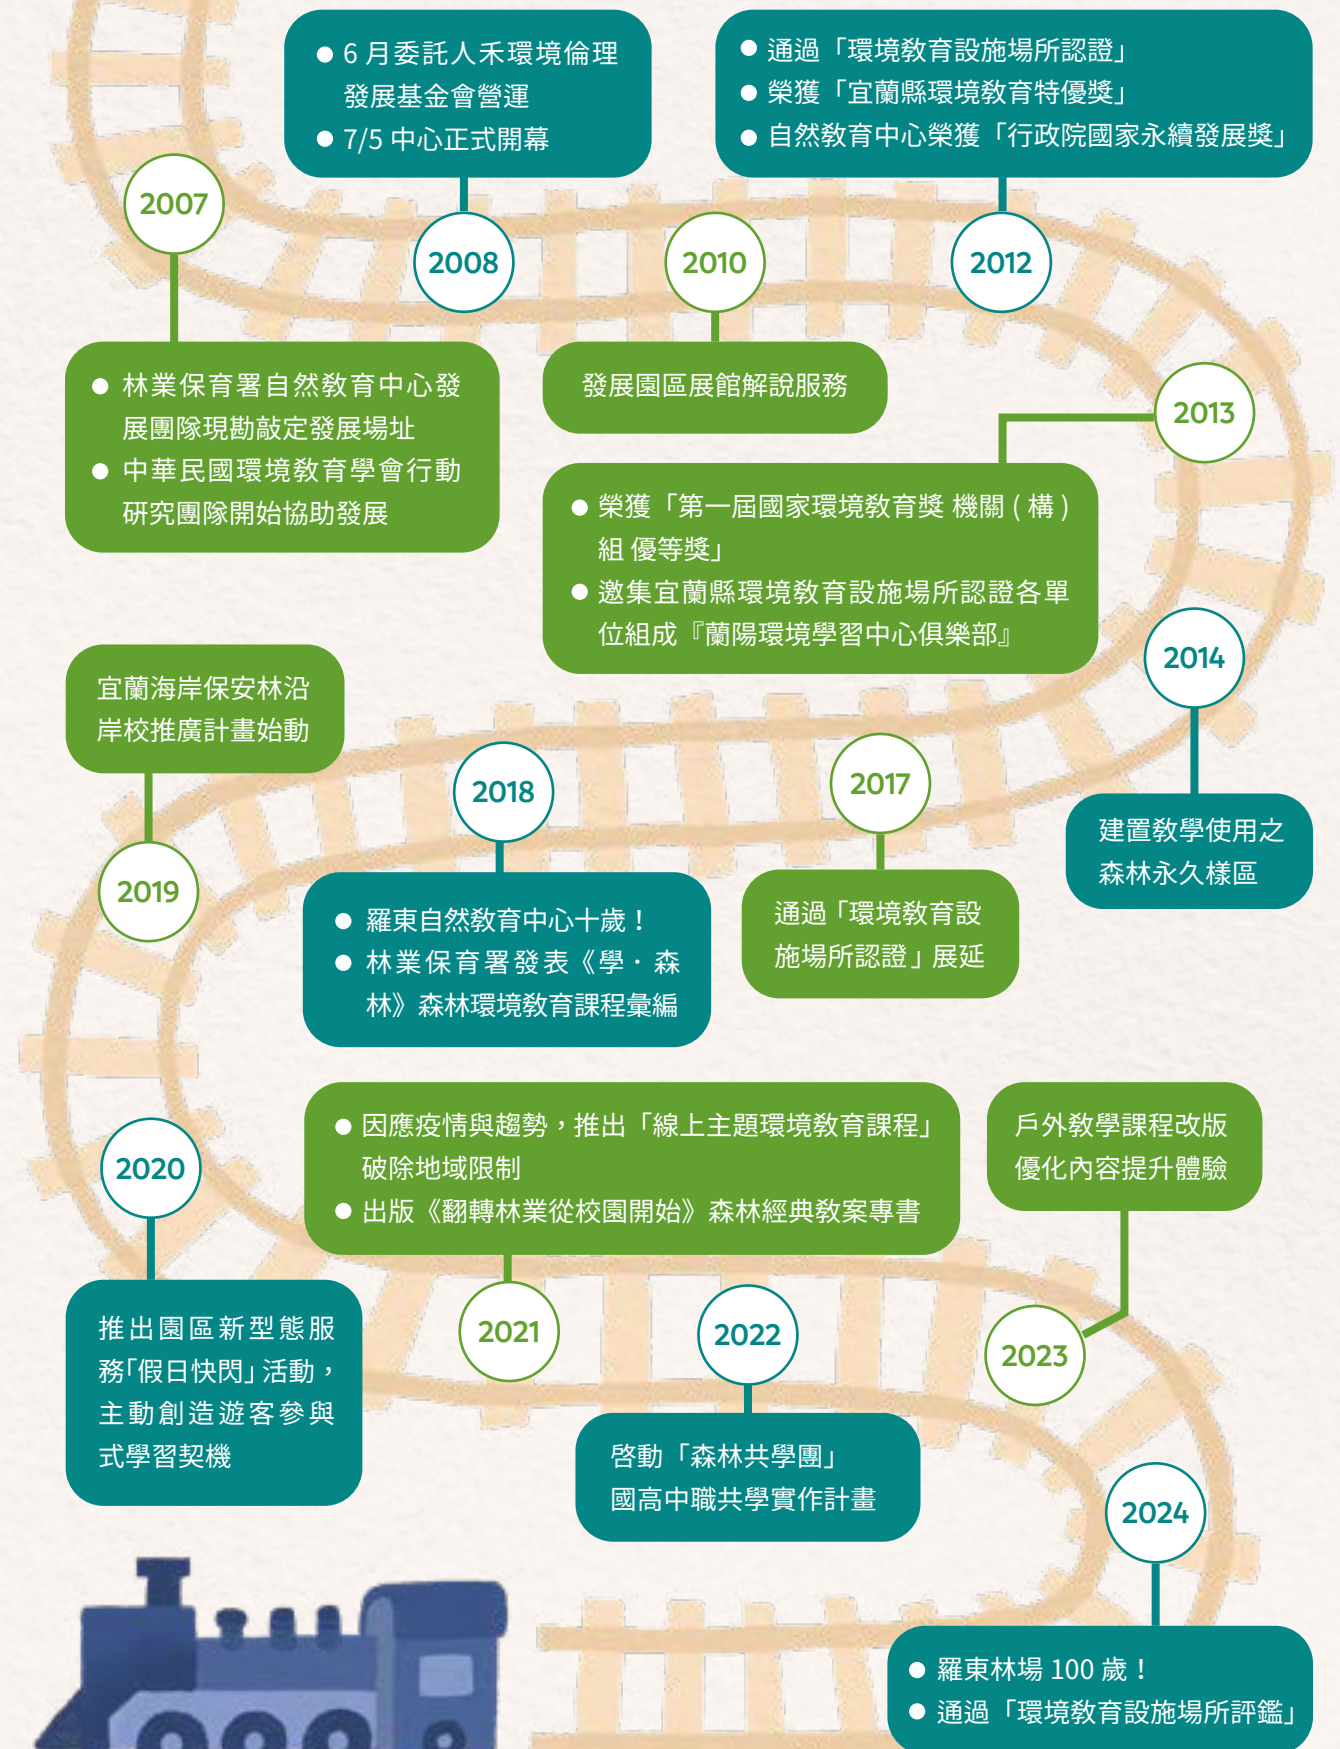 2007
林業保育署自然教育中心發
展團隊現勘敲定發展場址
中華民國環境教育學會行動
研究團隊開始協助發展
6 月委託人禾環境倫理
發展基金會營運
7/5 中心正式開幕
2008
2010
發展園區展館解說服務
通過「環境教育設施場所認證」
榮獲「宜蘭縣環境教育特優獎」
自然教育中心榮獲「行政院國家永續發展獎」
2012
2013
榮獲「第一屆國家環境教育獎 機關 ( 構 )
組 優等獎」
邀集宜蘭縣環境教育設施場所認證各單
位組成『蘭陽環境學習中心俱樂部』
2014
建置教學使用之
森林永久樣區
2017
通過「環境教育設
施場所認證」展延
2018
羅東自然教育中心十歲！
林業保育署發表《學・森
林》森林環境教育課程彙編
宜蘭海岸保安林沿
岸校推廣計畫始動
2019
2020
推出園區新型態服
務「假日快閃」活動，
主動創造遊客參與
式學習契機
因應疫情與趨勢，推出「線上主題環境教育課程」
破除地域限制
出版《翻轉林業從校園開始》森林經典教案專書
2021
2022
啓動「森林共學團」
國高中職共學實作計畫
戶外教學課程改版
優化內容提升體驗
2023
2024
羅東林場 100 歲！
通過「環境教育設施場所評鑑」